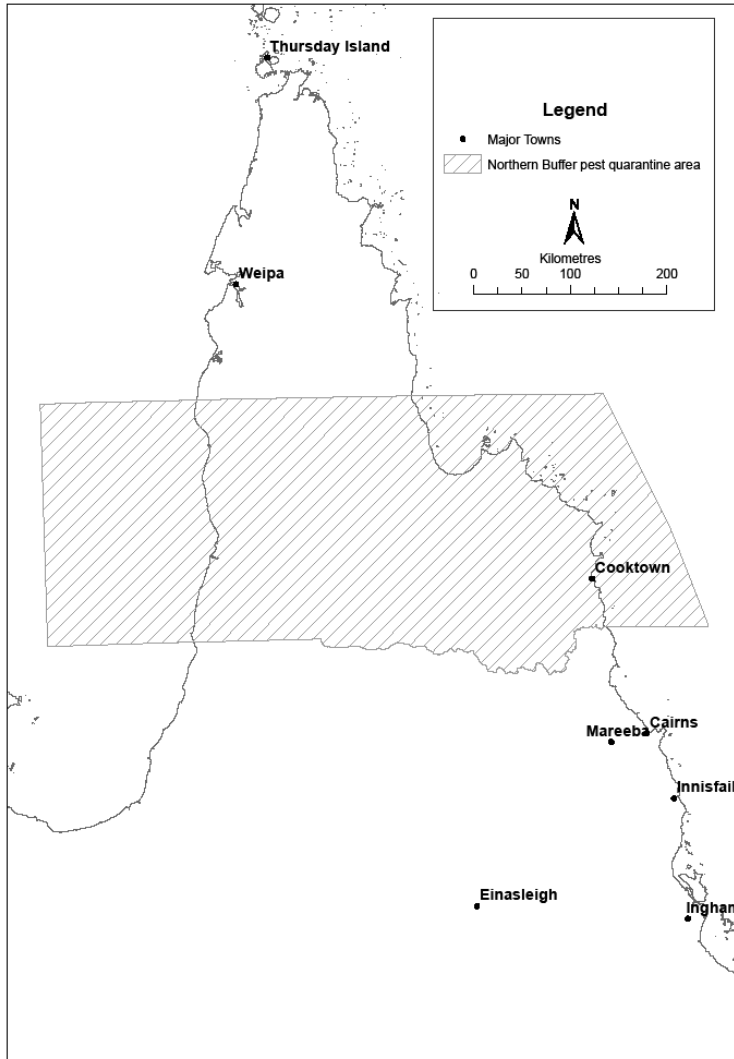 Thursday Island
Legend
Major Towns
Northern Buffer pest quarantine area
N
Kilometres
0 50 100 200
Weipa
Cooktown
Cairns
Mareeba
Innisfail
Einasleigh
Ingham